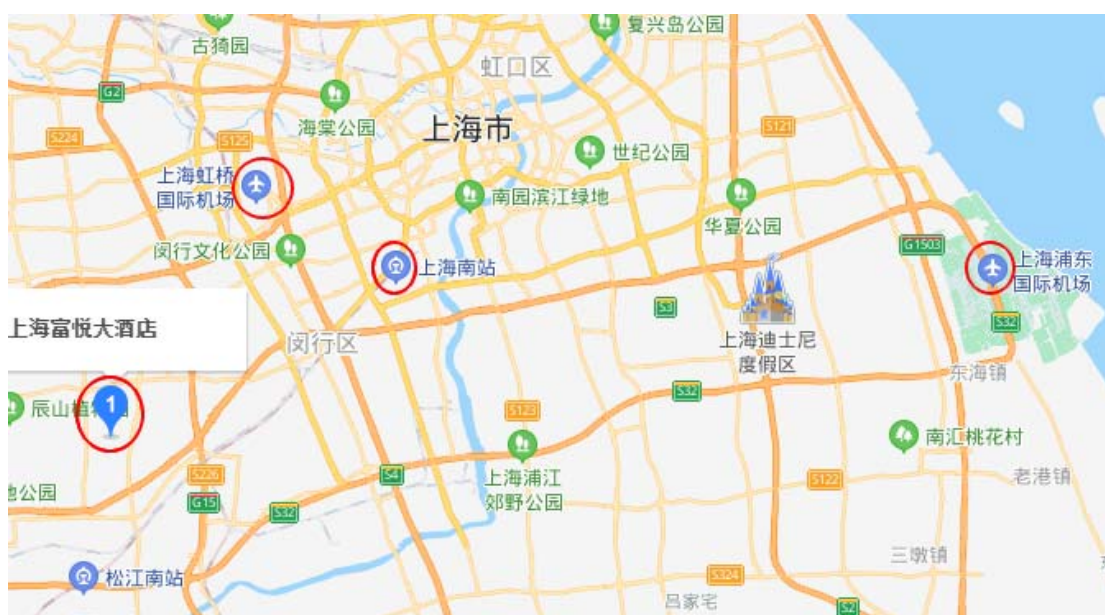 复兴岛公园
古猗园
虹口区
G2
海棠公园
上海市
S224
S125
S121
世纪公园
上海虹桥
国际机场
南园滨江绿地
华夏公园
闵行文化公园
G1503
上海南站
上海浦东
国际机场
S3
S32
上海富悦大酒店
闵行区
上海迪士尼
度假区
东海镇
S32
1
辰山植
园
S123
南汇桃花村
上海浦江
郊野公园
S226
S4
S122
老港镇
公园
G15
S32
三墩镇
松江南站
S324
吕家宅
S2